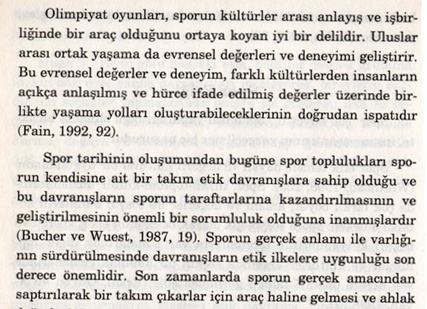 Olimpiyat oyunları, sporun kültürler arası anlayış ve işbir-
liğinde bir araç olduğunu ortaya koyan iyi bir delildir. Uluslar
arası ortak yaşama da evrensel değerleri ve deneyimi geliştirir.
Bu evrensel değerler ve deneyim, farklı kültürlerden insanların
açıkça anlaşılmış ve hürce ifade edilmiş değerler üzerinde bir-
likte yaşama yolları oluşturabileceklerinin doğrudan ispatıdır
(Fain, 1992, 92).
Spor tarihinin oluşumundan bugüne spor toplulukları spo-
run kendisine ait bir takım etik davranışlara sahip olduğu ve
bu davranışların sporun taraftarlarına kazandırılmasının ve
geliştirilmesinin önemli bir sorumluluk olduğuna inanmışlardır
(Bucher ve Wuest, 1987, 19). Sporun gerçek anlamı ile varlığı-
nın sürdürülmesinde davranışların etik ilkelere uygunluğu son
derece önemlidir. Son zamanlarda sporun gerçek amacından
saptırılarak bir takım çıkarlar için araç haline gelmesi ve ahlak